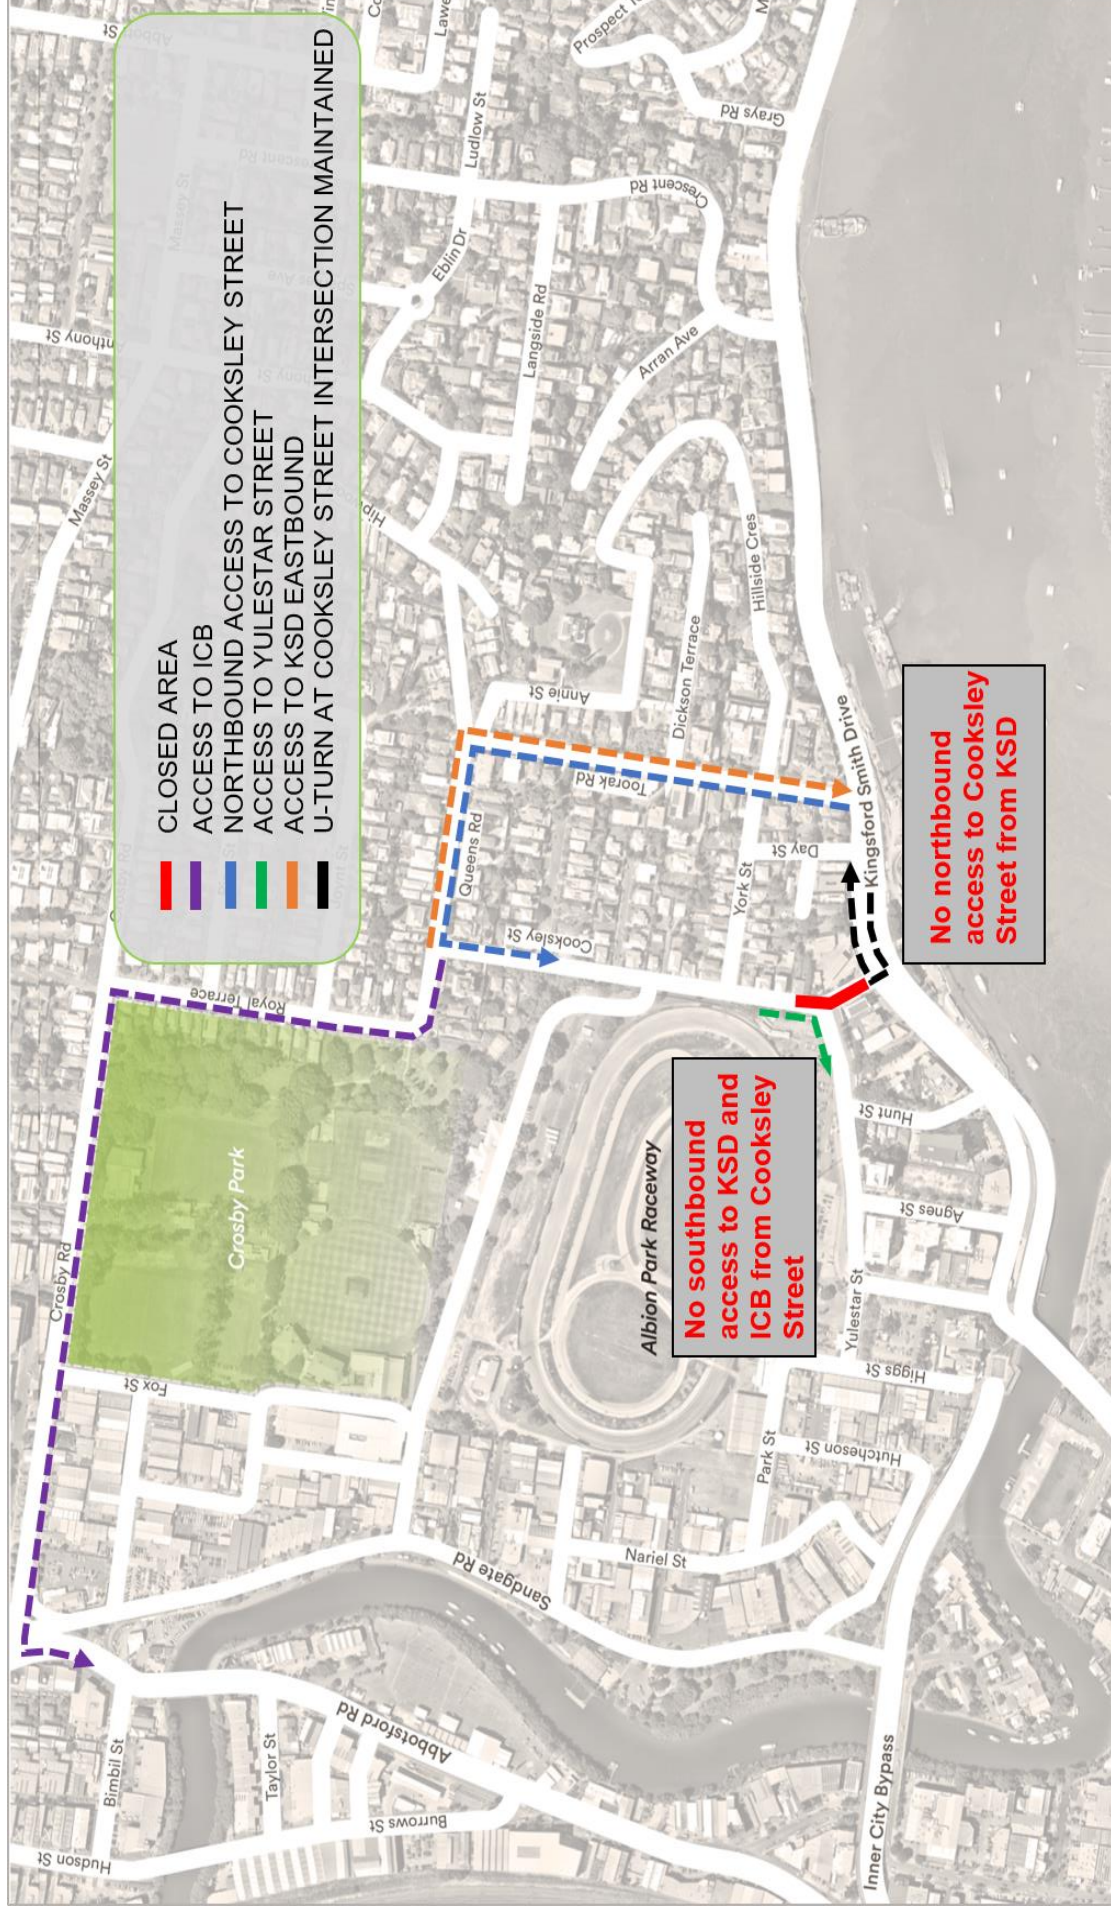 CLOSED AREA
ACCESS TO ICB
NORTHBOUND ACCESS TO COOKSLEY STREET
ACCESS TO YULESTAR STREET
ACCESS TO KSD EASTBOUND
U-TURN AT COOKSLEY STREET INTERSECTION MAINTAINED
No northbound
access to Cooksley
Street from KSD
No southbound
access to KSD and
ICB from Cooksley
Street
Hudson St
Bimbil St
Taylor St
Burrows St
Abbotsford Rd
Inner City Bypass
Sandgate Rd
Nariel St
Park St
Hutcheson St
Higgs St
Yulestar St
Agnes St
Hunt St
Albion Park Raceway
Crosby Park
Crosby Rd
Fox St
Royal Terrace
Cooksley St
Queens Rd
Toorak Rd
York St
Day St
Kingsford Smith Drive
Annie St
Dickson Terrace
Hillside Cres
Arran Ave
Langside Rd
Eblin Dr
Ludlow St
Crescent Rd
Grays Rd
Prospect
Massey St
Massey St